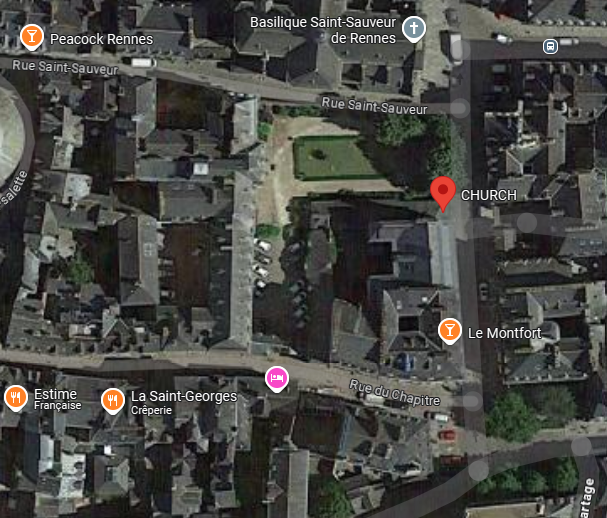 Basilique Saint-Sauveur
de Rennes
Peacock Rennes
Rue Saint-Sauveur
Rue Saint-Sauveur
salette
CHURCH
Le Montfort
Rue du Chapitre
Estime
Française
La Saint-Georges
Crêperie
artage